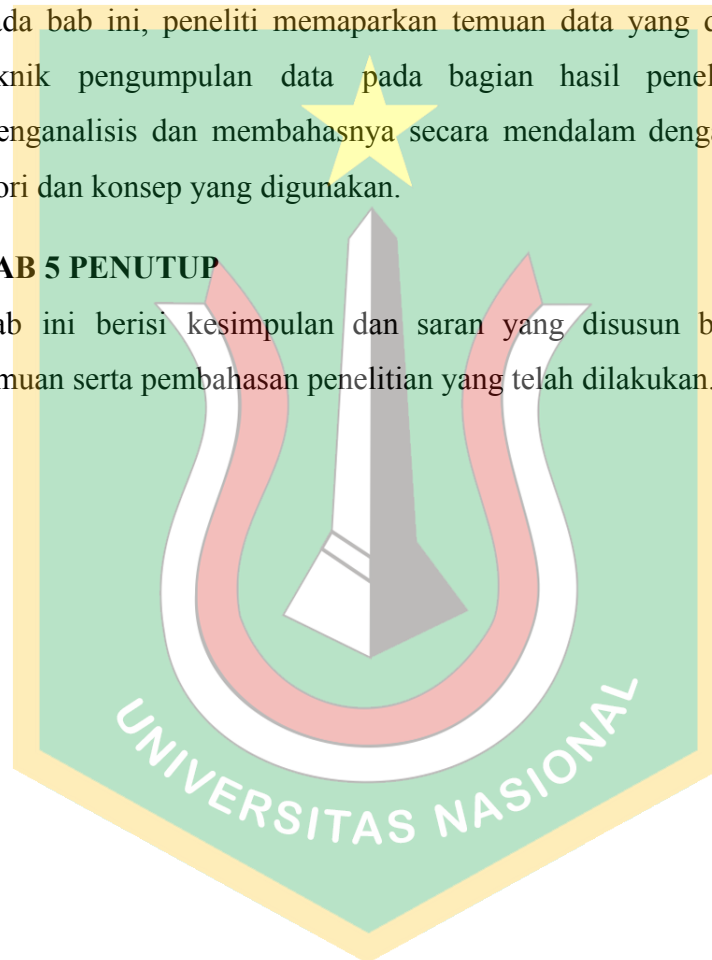 ada bab ini, peneliti memaparkan temuan data yang d
knik pengumpulan data pada bagian hasil penel
enganalisis dan membahasnya secara mendalam denga
ori dan konsep yang digunakan.
AB 5 PENUTUP
ab ini berisi kesimpulan dan saran yang disusun b
muan serta pembahasan penelitian yang telah dilakukan.
UNIVERSITAS NASIONAL